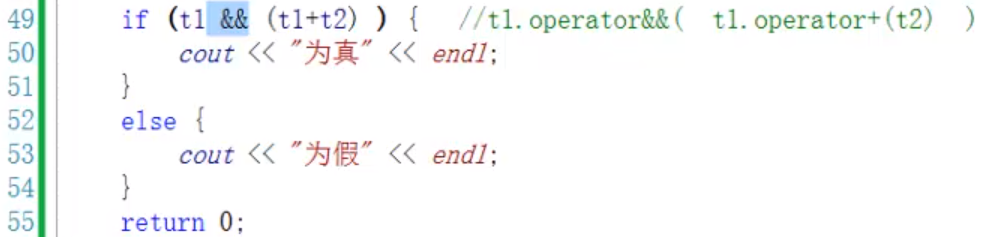 49 if (t1 && (t1+t2) ) { //t1.operator&&( t1.operator+(t2) )
50 cout << "为真" << endl;
51 }
52 else {
53 cout << "为假" << endl;
54 }
55 return 0;